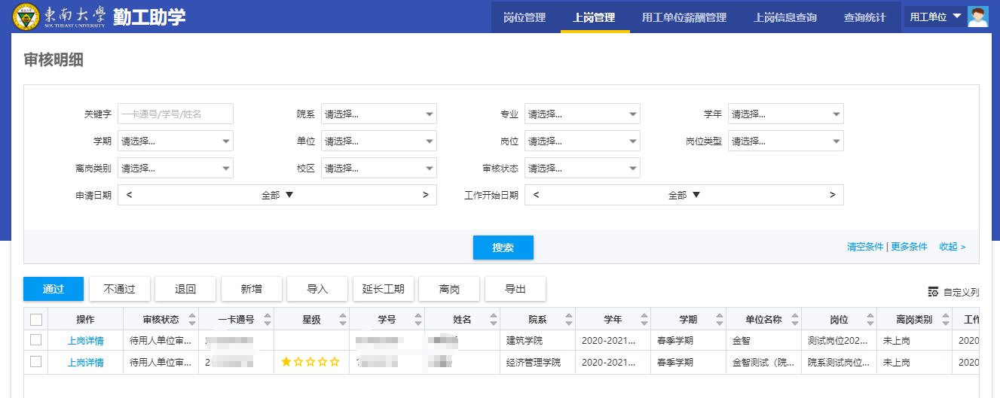 東南大學 勤工助学 岗位管理 上岗管理 用工单位薪酬管理 上岗信息查询 查询统计 用工单位
SOUTHEAST UNIVERSITY
审核明细
关键字 一卡通号/学号/姓名 院系 请选择... 专业 请选择... 学年 请选择...
学期 请选择... 单位 请选择... 岗位 请选择... 岗位类型 请选择...
离岗类别 请选择... 校区 请选择... 审核状态 请选择...
申请日期 < 全部 ▼ > 工作开始日期 < 全部 ▼ >
搜索 清空条件 | 更多条件 收起 >
通过 不通过 退回 新增 导入 延长工期 离岗 导出 自定义列
操作 审核状态 一卡通号 星级 学号 姓名 院系 学年 学期 单位名称 岗位 离岗类别 工作
上岗详情 待用人单位审... 建筑学院 2020-2021... 春季学期 金智 测试岗位202... 未上岗 2020
上岗详情 待用人单位审... 2 经济管理学院 2020-2021... 春季学期 金智测试（院... 院系测试岗位... 未上岗 2020